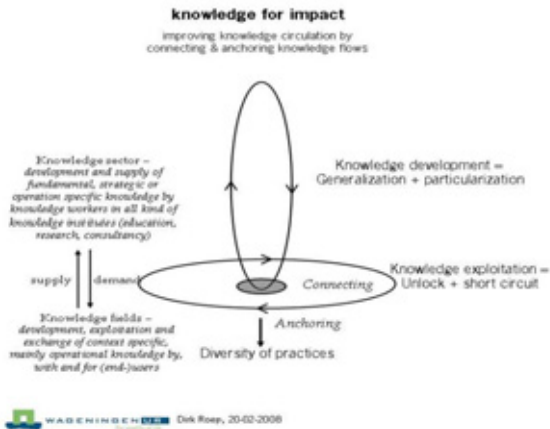 knowledge for impact
improving knowledge circulation by
connecting & anchoring knowledge flows
Knowledge sector –
development and supply of
fundamental, strategic or
operation specific knowledge by
knowledge workers in all kind of
knowledge institutes (education,
research, consultancy)
supply
demand
Knowledge fields –
development, exploitation and
exchange of context specific,
mainly operational knowledge by,
with and for (end-)users
Knowledge development =
Generalization + particularization
Knowledge exploitation =
Unlock + short circuit
Connecting
Anchoring
Diversity of practices
WAGENINGEN UR
Dirk Roep, 20-02-2008